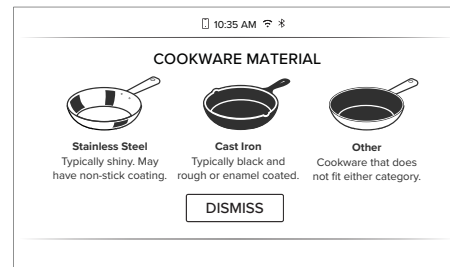 10:35 AM
COOKWARE MATERIAL
Stainless Steel
Typically shiny. May
have non-stick coating.
Cast Iron
Typically black and
rough or enamel coated.
Other
Cookware that does
not fit either category.
DISMISS